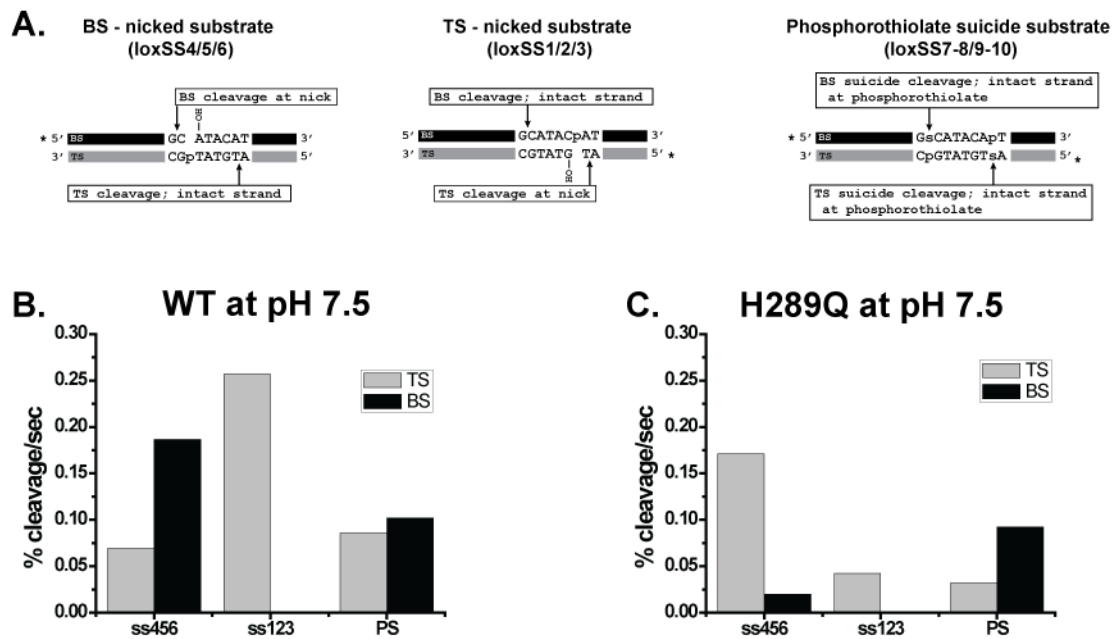 A.
BS - nicked substrate
(loxSS4/5/6)
BS cleavage at nick
OH
* 5′ BS GC ATACAT 3′
3′ TS CGpTATGTA 5′
TS cleavage; intact strand
TS - nicked substrate
(loxSS1/2/3)
BS cleavage; intact strand
5′ BS GCATACpAT 3′
3′ TS CGTATG TA 5′ *
OH
TS cleavage at nick
Phosphorothiolate suicide substrate
(loxSS7-8/9-10)
BS suicide cleavage; intact strand
at phosphorothiolate
* 5′ BS GsCATACApT 3′
3′ TS CpGTATGTsA 5′ *
TS suicide cleavage; intact strand
at phosphorothiolate
B. WT at pH 7.5
% cleavage/sec
0.30
0.25
0.20
0.15
0.10
0.05
0.00
TS
BS
ss456 ss123 PS
C. H289Q at pH 7.5
% cleavage/sec
0.30
0.25
0.20
0.15
0.10
0.05
0.00
TS
BS
ss456 ss123 PS